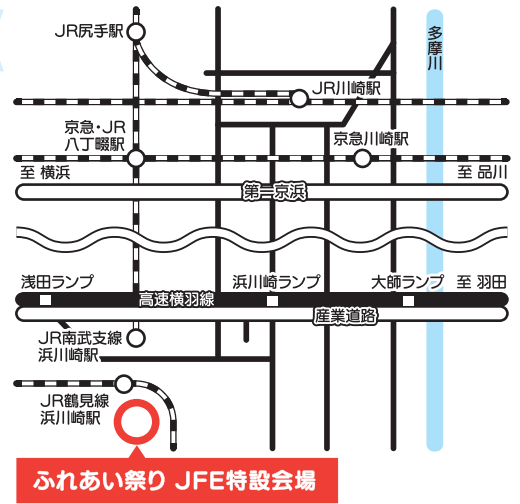 JR尻手駅
多摩川
JR川崎駅
京急・JR
八丁畷駅
京急川崎駅
至 横浜
至 品川
第一京浜
浅田ランプ
浜川崎ランプ
大師ランプ
至 羽田
高速横羽線
産業道路
JR南武支線
浜川崎駅
JR鶴見線
浜川崎駅
ふれあい祭り JFE特設会場